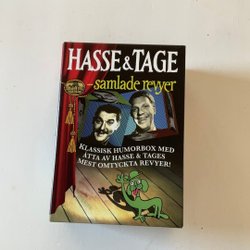 HASSE & TAGE
-samlade revyer
KLASSISK HUMORBOX MED
ÅTTA AV HASSE & TAGES
MEST OMTYCKTA REVYER!